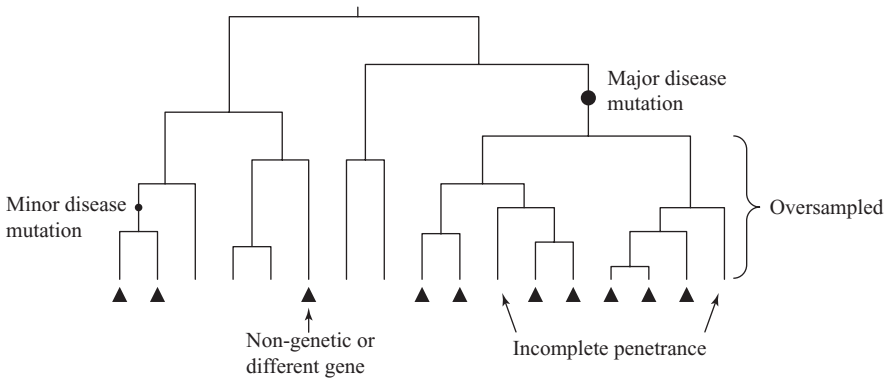 Major disease
mutation
Minor disease
mutation
Oversampled
Non-genetic or
different gene
Incomplete penetrance